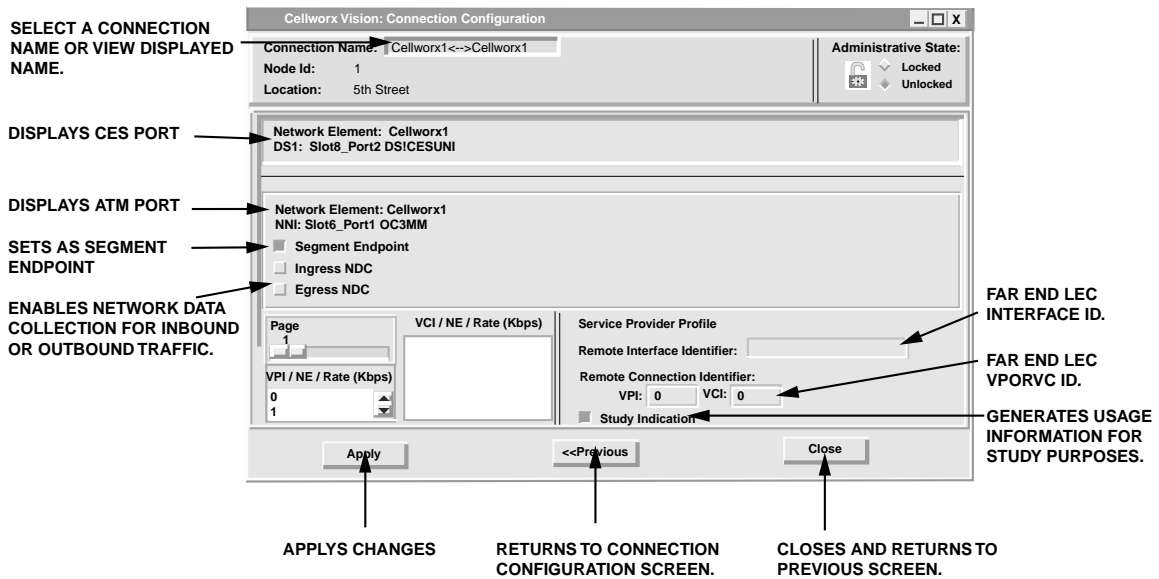 Cellworx Vision: Connection Configuration
X
SELECT A CONNECTION
NAME OR VIEW DISPLAYED
NAME.
Connection Name: Cellworx1<-->Cellworx1
Node Id: 1
Location: 5th Street
Administrative State:
Locked
Unlocked
DISPLAYS CES PORT
Network Element: Cellworx1
DS1: Slot8_Port2 DS!CESUNI
DISPLAYS ATM PORT
Network Element: Cellworx1
NNI: Slot6_Port1 OC3MM
SETS AS SEGMENT
ENDPOINT
Segment Endpoint
Ingress NDC
Egress NDC
ENABLES NETWORK DATA
COLLECTION FOR INBOUND
OR OUTBOUND TRAFFIC.
Page
1
VPI / NE / Rate (Kbps)
0
1
VCI / NE / Rate (Kbps)
Service Provider Profile
Remote Interface Identifier:
Remote Connection Identifier:
VPI: 0 VCI: 0
Study Indication
FAR END LEC
INTERFACE ID.
FAR END LEC
VPORVC ID.
GENERATES USAGE
INFORMATION FOR
STUDY PURPOSES.
Apply
<<Previous
Close
APPLYS CHANGES
RETURNS TO CONNECTION
CONFIGURATION SCREEN.
CLOSES AND RETURNS TO
PREVIOUS SCREEN.